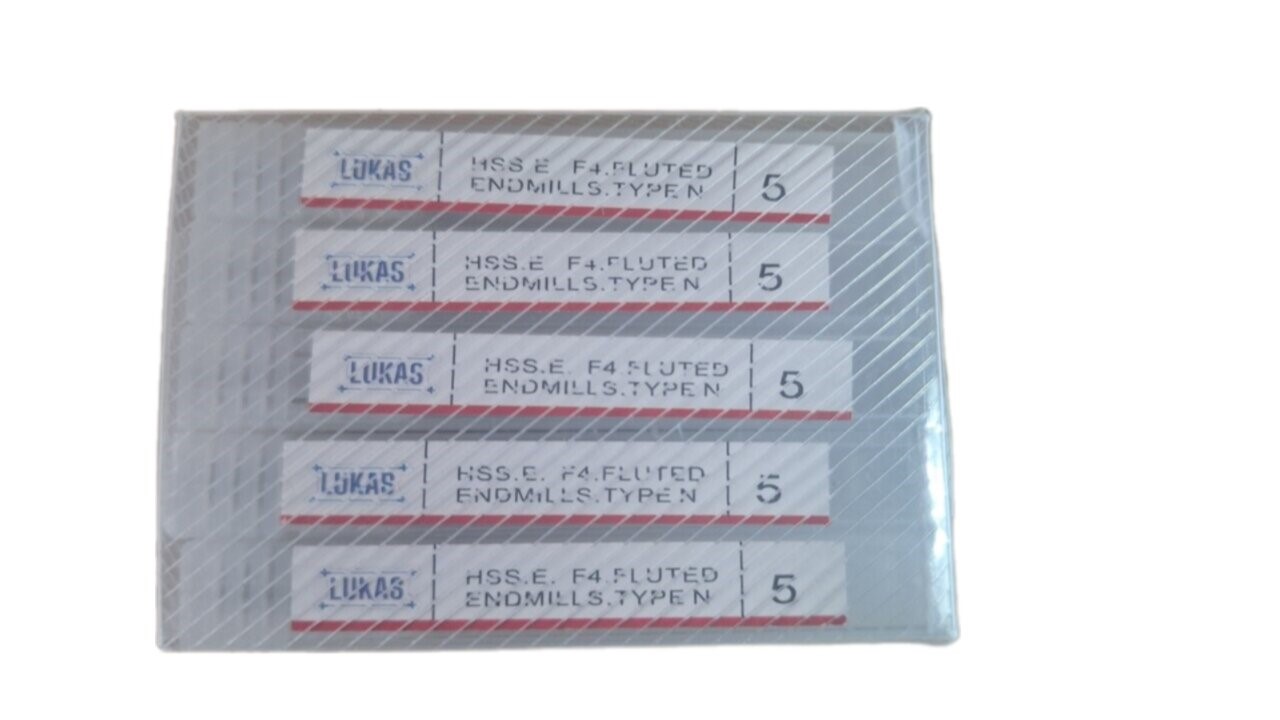 LUKAS
HSS.E. F4.FLUTED
ENDMILLS.TYPE N
5
LUKAS
HSS.E F4.FLUTED
ENDMILLS.TYPE N
5
LUKAS
HSS.E. F4.FLUTED
ENDMILLS.TYPE N
5
LUKAS
HSS.E. F4.FLUTED
ENDMILLS.TYPE N
5
LUKAS
HSS.E. F4.FLUTED
ENDMILLS.TYPE N
5